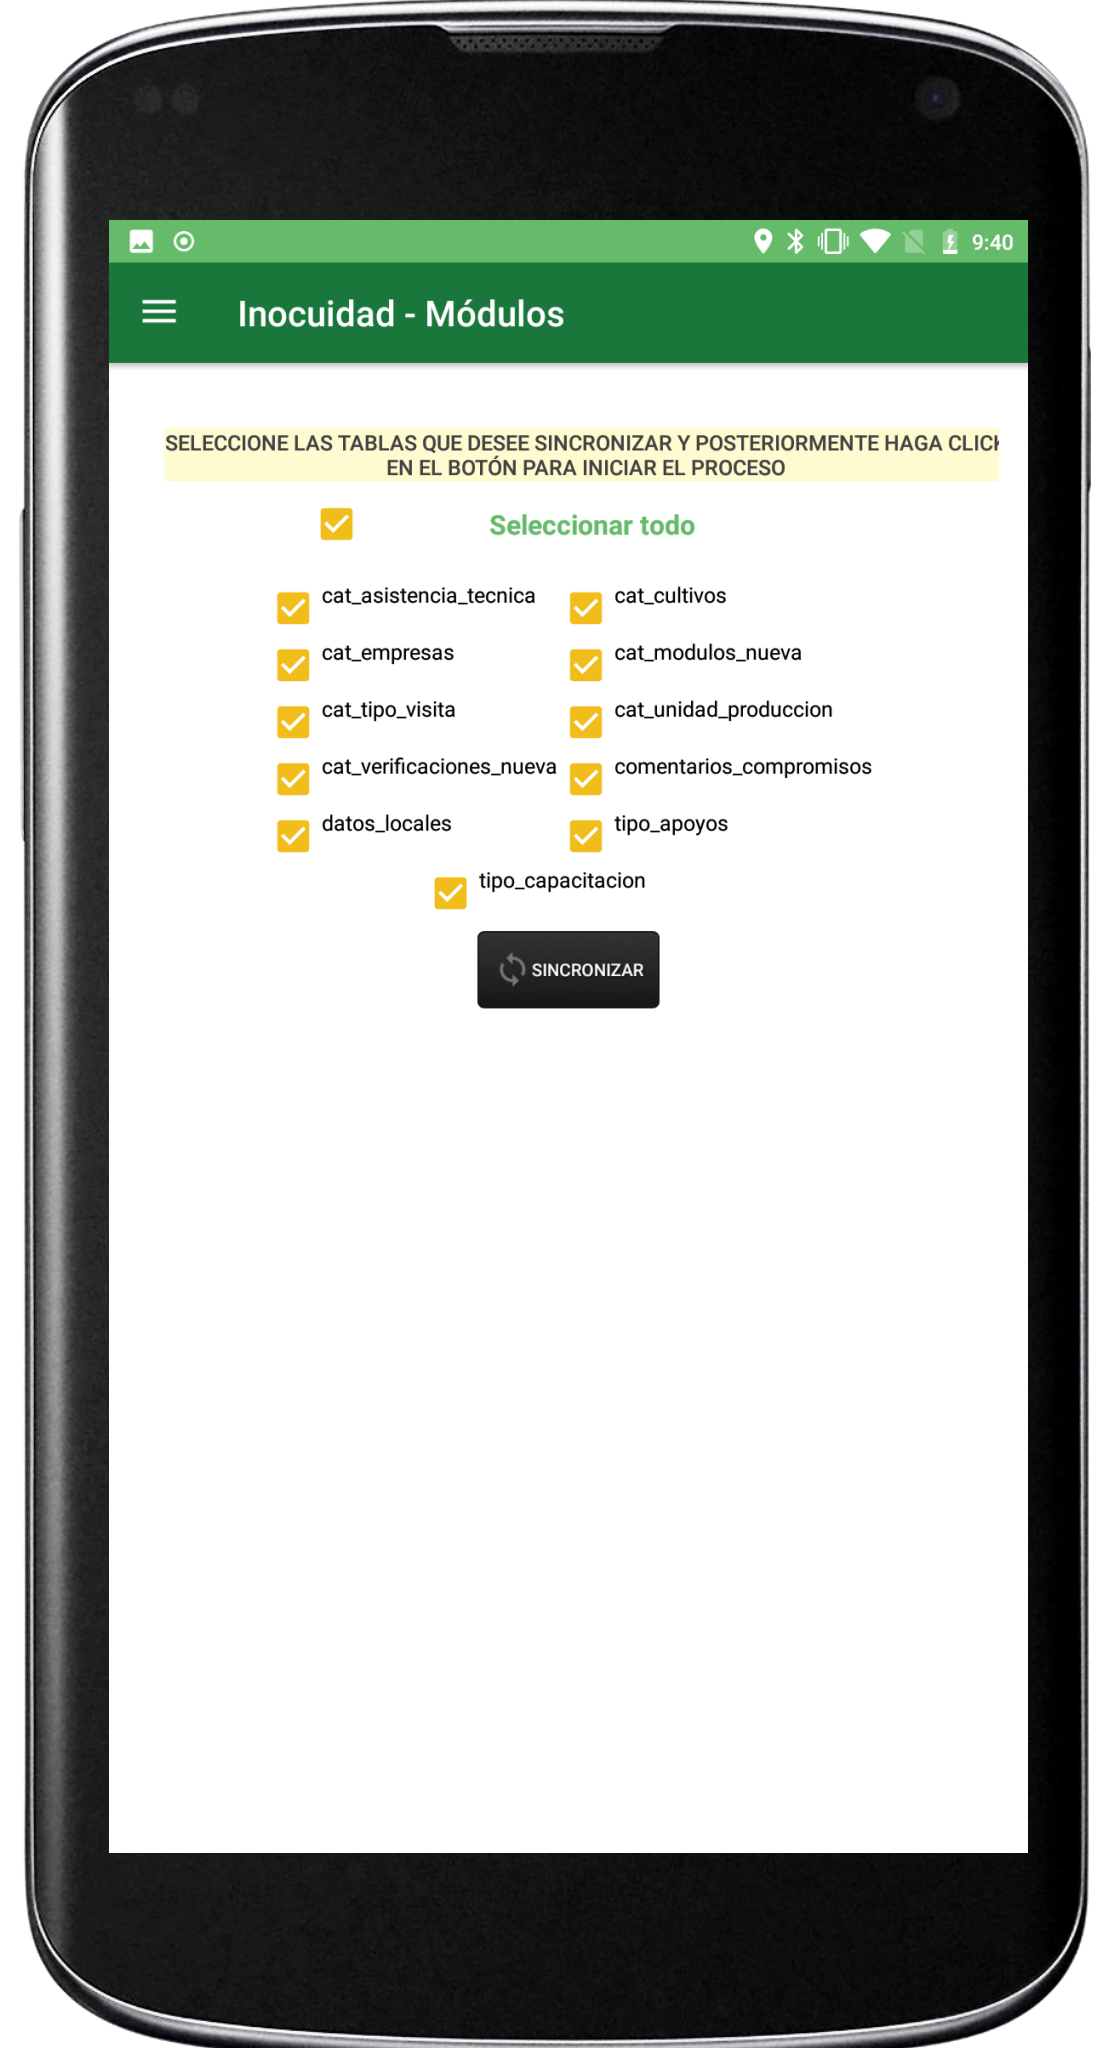 9:40
Inocuidad - Módulos
SELECCIONE LAS TABLAS QUE DESEE SINCRONIZAR Y POSTERIORMENTE HAGA CLICK
EN EL BOTÓN PARA INICIAR EL PROCESO
Seleccionar todo
cat_asistencia_tecnica cat_cultivos
cat_empresas cat_modulos_nueva
cat_tipo_visita cat_unidad_produccion
cat_verificaciones_nueva comentarios_compromisos
datos_locales tipo_apoyos
tipo_capacitacion
SINCRONIZAR